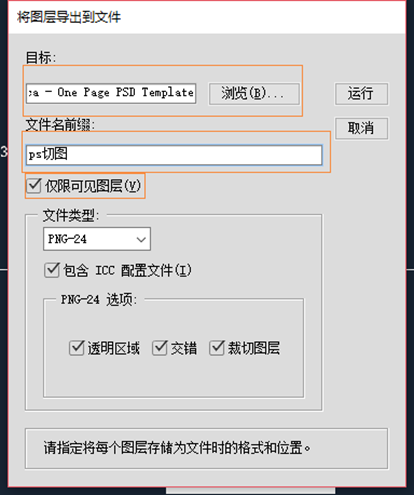 将图层导出到文件
目标:
ca - One Page PSD Template
浏览(B)...
运行
文件名前缀:
取消
3
ps切图
仅限可见图层(V)
文件类型:
PNG-24
包含 ICC 配置文件(I)
PNG-24 选项:
透明区域 交错 裁切图层
请指定将每个图层存储为文件时的格式和位置。